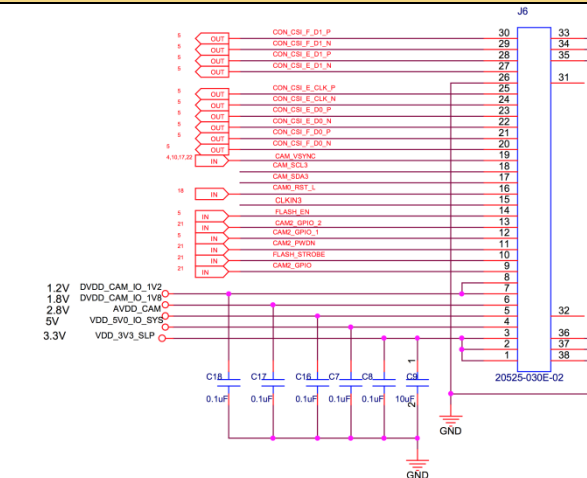 J6
5 OUT CON_CSI_F_D1_P 30 33
5 OUT CON_CSI_F_D1_N 29 34
5 OUT CON_CSI_E_D1_P 28 35
5 OUT CON_CSI_E_D1_N 27
26 31
5 OUT CON_CSI_E_CLK_P 25
5 OUT CON_CSI_E_CLK_N 24
5 OUT CON_CSI_E_D0_P 23
5 OUT CON_CSI_E_D0_N 22
5 OUT CON_CSI_F_D0_P 21
5 OUT CON_CSI_F_D0_N 20
4,10,17,22 IN CAM_VSYNC 19
CAM_SCL3 18
CAM_SDA3 17
18 IN CAM0_RST_L 16
CLKIN3 15
5 IN FLASH_EN 14
21 IN CAM2_GPIO_2 13
5 IN CAM2_GPIO_1 12
21 IN CAM2_PWDN 11
21 IN FLASH_STROBE 10
21 IN CAM2_GPIO 9
8
1.2V DVDD_CAM_IO_1V2 7
1.8V DVDD_CAM_IO_1V8 6
2.8V AVDD_CAM 5 32
5V VDD_5V0_IO_SYS 4
3.3V VDD_3V3_SLP 3 36
2 37
1 38
20525-030E-02
1
C18 C17 C16 C7 C8 C9
0.1uF 0.1uF 0.1uF 0.1uF 0.1uF 10uF
2
GND
GND